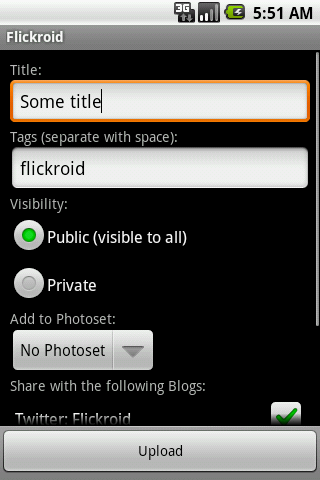 3G 5:51 AM
Flickroid
Title:
Some title
Tags (separate with space):
flickroid
Visibility:
Public (visible to all)
Private
Add to Photoset:
No Photoset
Share with the following Blogs:
Twitter: Flickroid
Upload